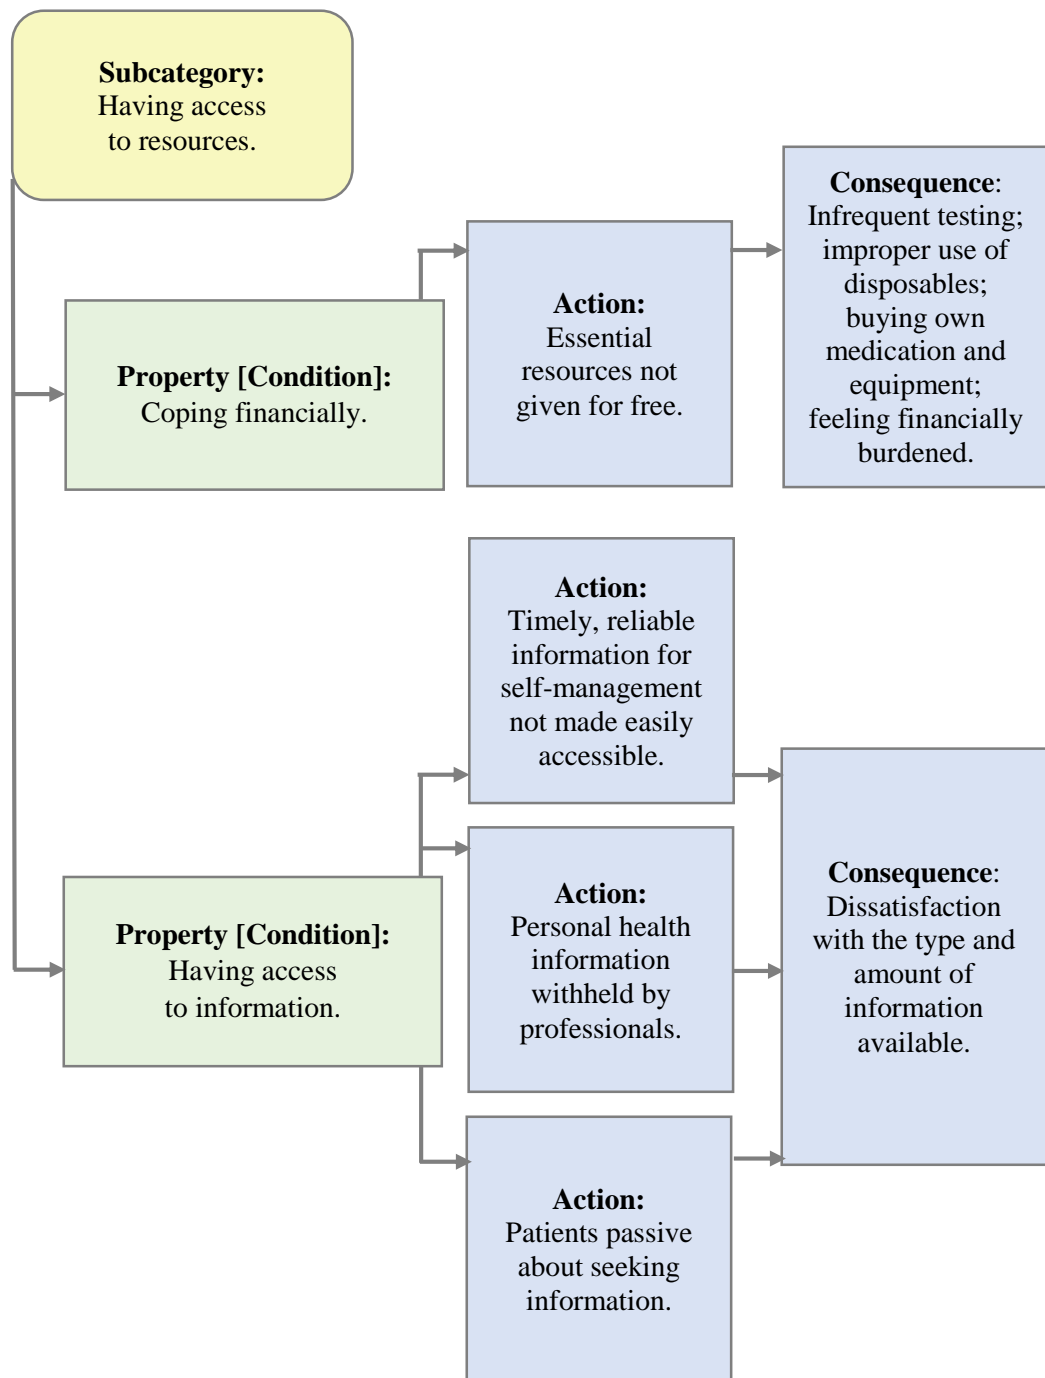 Subcategory:
Having access
to resources.
Property [Condition]:
Coping financially.
Action:
Essential
resources not
given for free.
Consequence:
Infrequent testing;
improper use of
disposables;
buying own
medication and
equipment;
feeling financially
burdened.
Property [Condition]:
Having access
to information.
Action:
Timely, reliable
information for
self-management
not made easily
accessible.
Action:
Personal health
information
withheld by
professionals.
Action:
Patients passive
about seeking
information.
Consequence:
Dissatisfaction
with the type and
amount of
information
available.